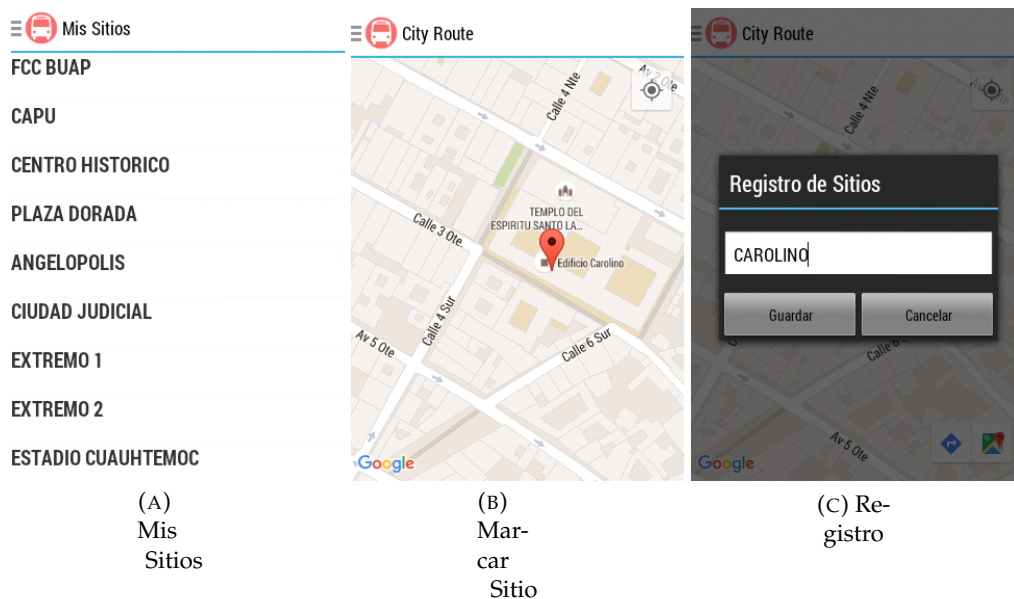 Mis Sitios
FCC BUAP
CAPU
CENTRO HISTORICO
PLAZA DORADA
ANGELOPOLIS
CIUDAD JUDICIAL
EXTREMO 1
EXTREMO 2
ESTADIO CUAUHTEMOC
(A)
Mis
Sitios
City Route
Calle 4 Nte
TEMPLO DEL
ESPIRITU SANTO LA...
Edificio Carolino
Calle 3 Ote.
Calle 4 Sur
Calle 6 Sur
Av 5 Ote
Google
(B)
Mar-
car
Sitio
City Route
Calle 4 Nte
Registro de Sitios
CAROLINO
Guardar
Cancelar
Av 5 Ote
Google
(C) Re-
gistro